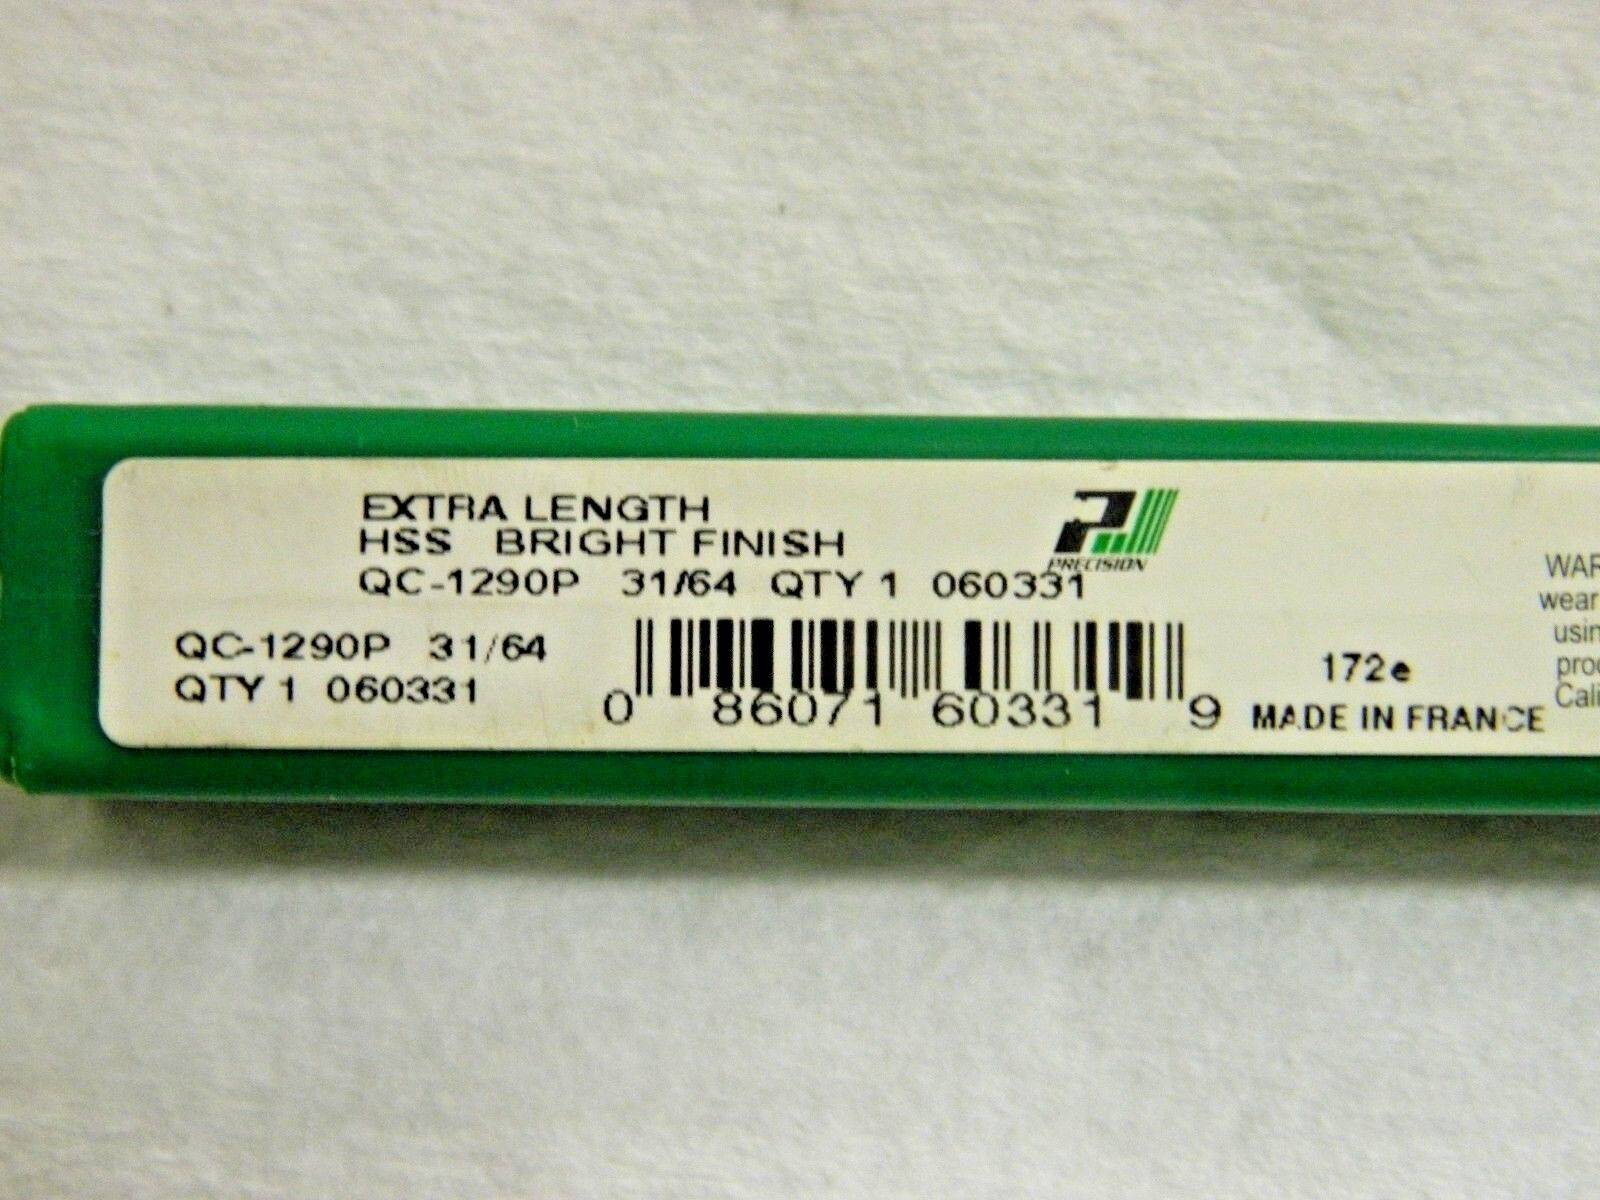 EXTRA LENGTH
HSS BRIGHT FINISH
PRECISION
QC-1290P 31/64 QTY 1 060331
QC-1290P 31/64
QTY 1 060331
0 86071 60331 9
172e
MADE IN FRANCE
WAR
wear
usin
proc
Cali